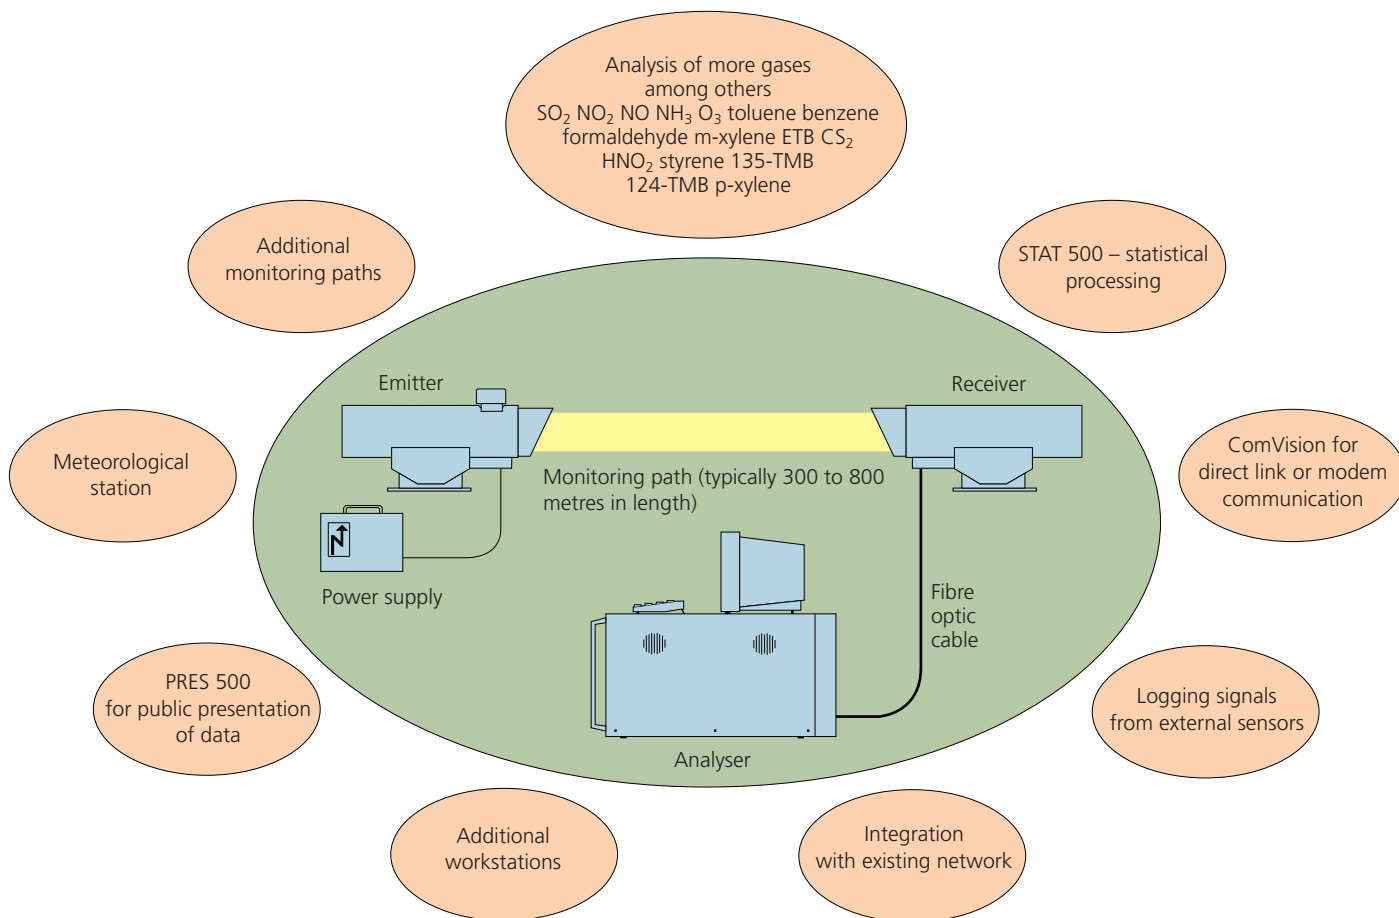 Analysis of more gases
among others
SO₂ NO₂ NO NH₃ O₃ toluene benzene
formaldehyde m-xylene ETB CS₂
HNO₂ styrene 135-TMB
124-TMB p-xylene
Additional
monitoring paths
STAT 500 – statistical
processing
Emitter
Receiver
Meteorological
station
Monitoring path (typically 300 to 800
metres in length)
ComVision for
direct link or modem
communication
Power supply
Fibre
optic
cable
PRES 500
for public presentation
of data
Logging signals
from external sensors
Analyser
Additional
workstations
Integration
with existing network